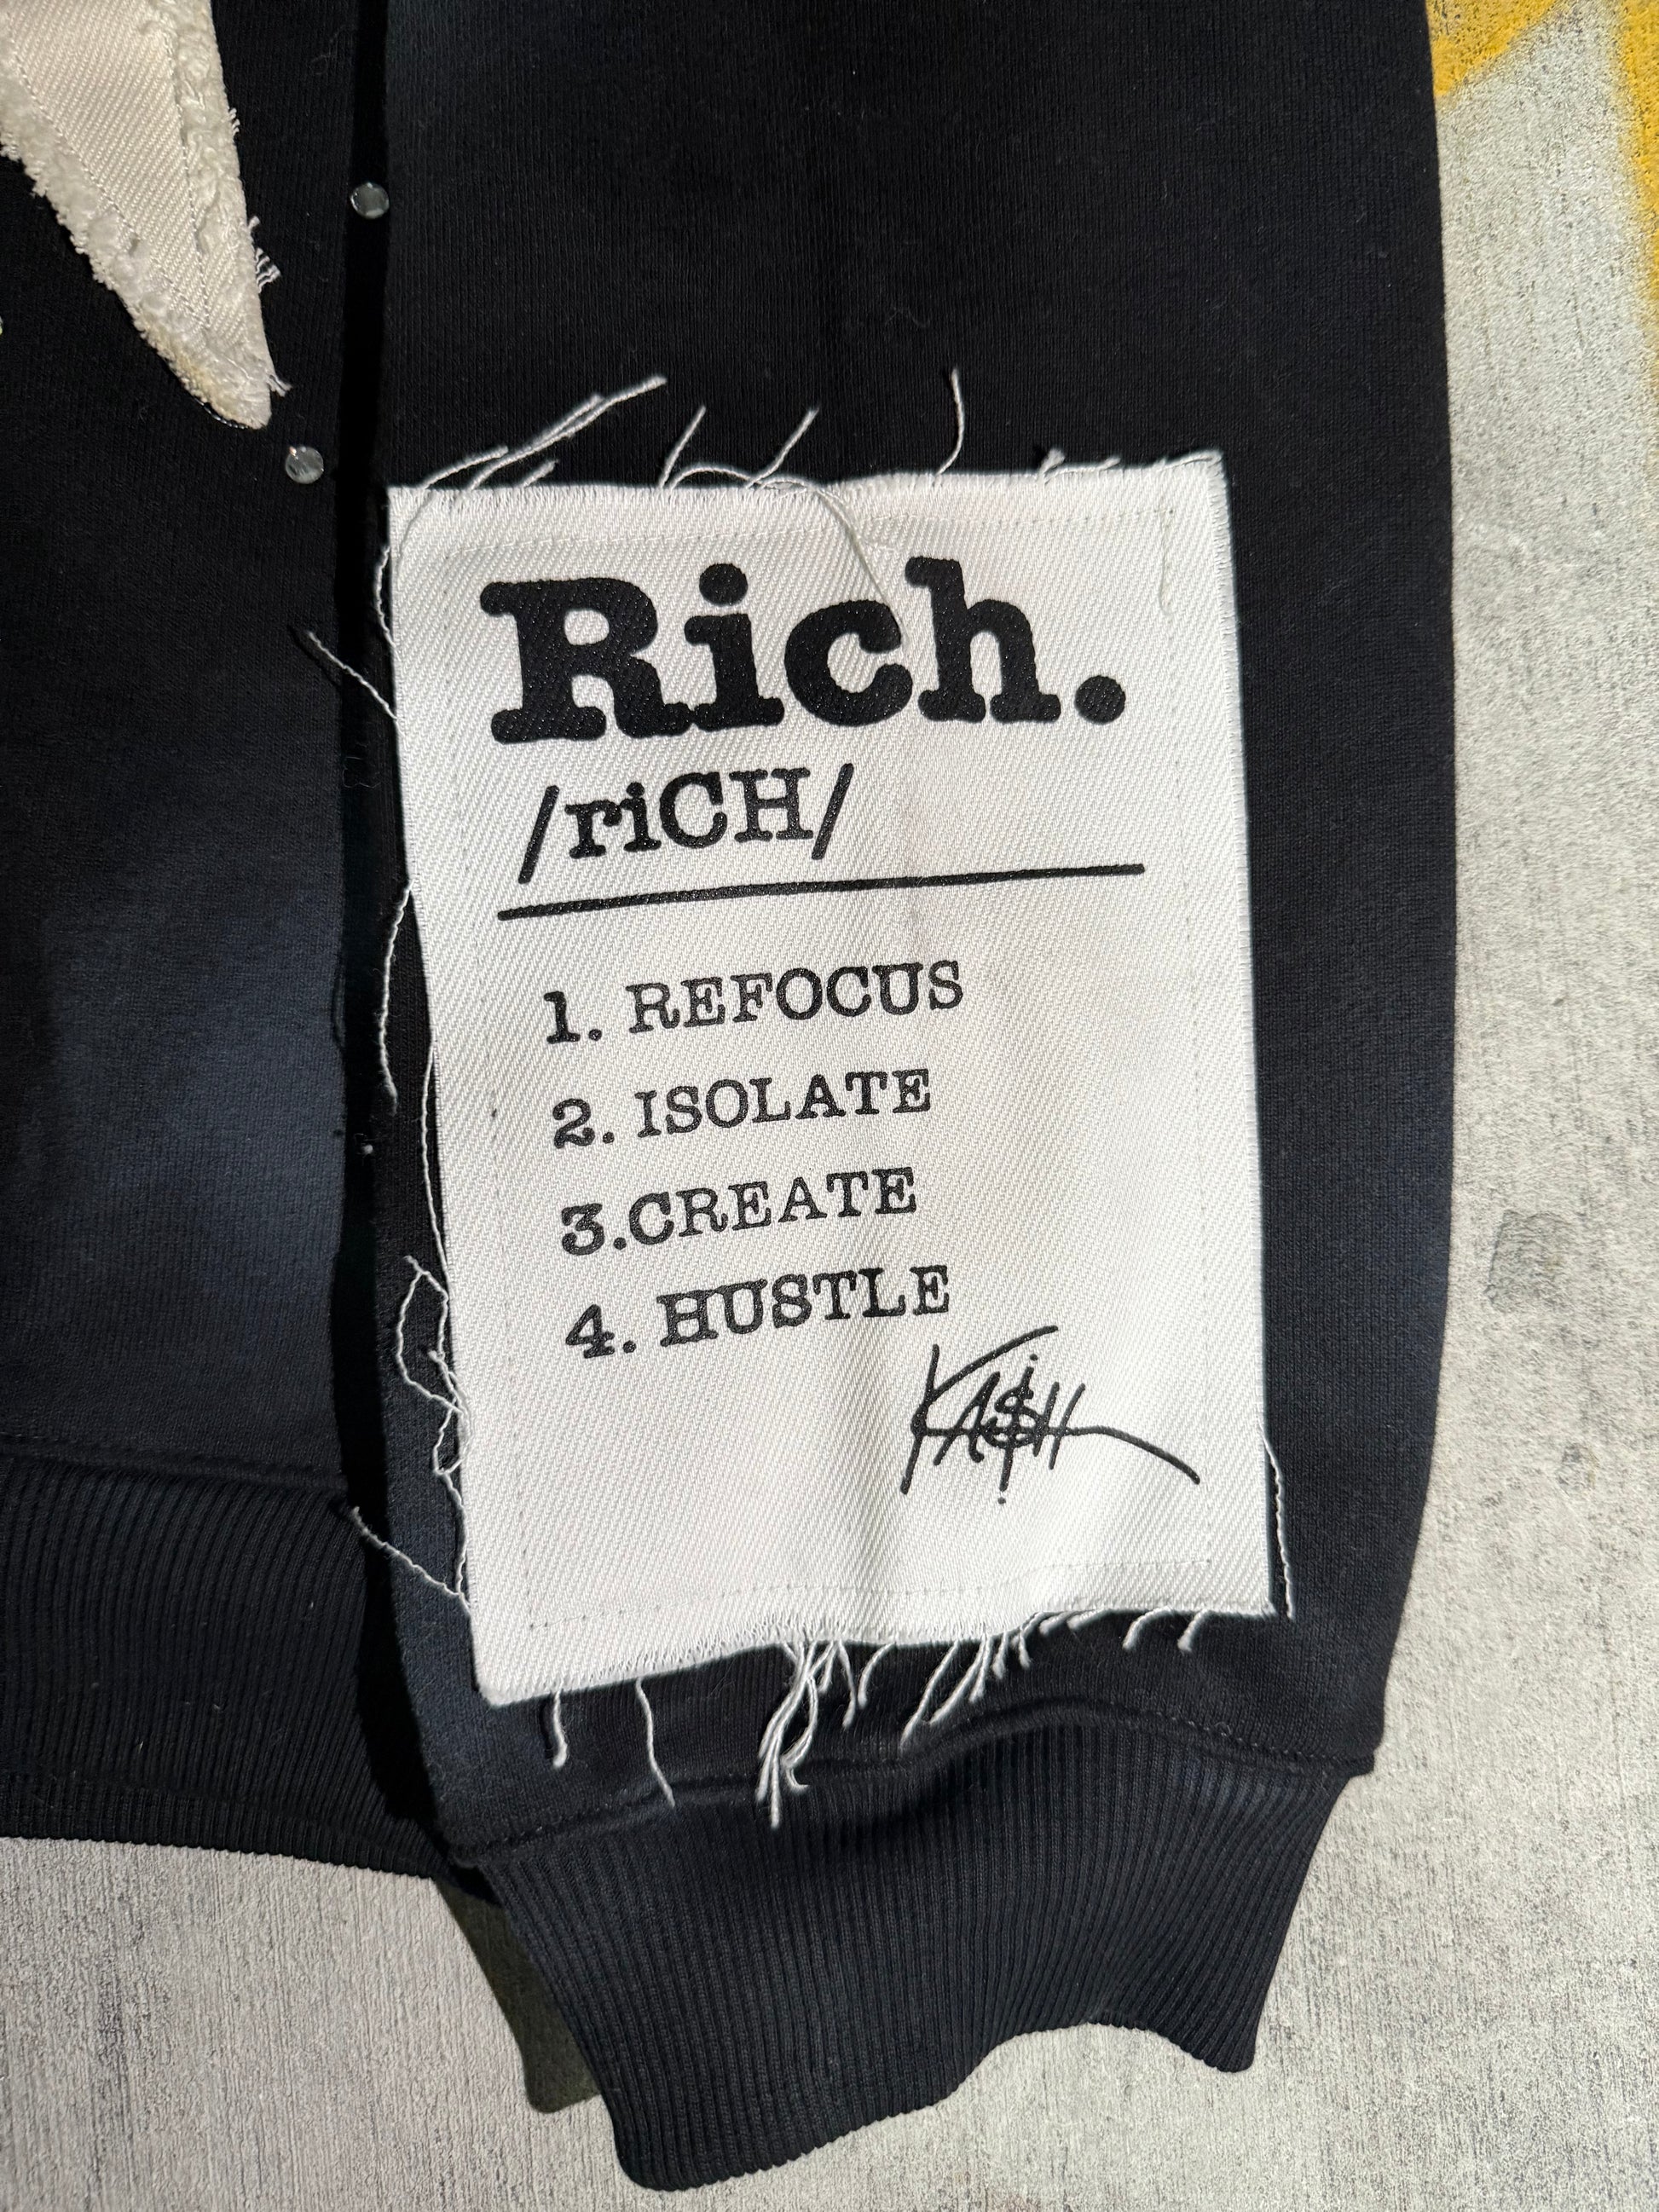 Rich.
/riCH/
1. REFOCUS
2. ISOLATE
3.CREATE
4. HUSTLE
KA$H